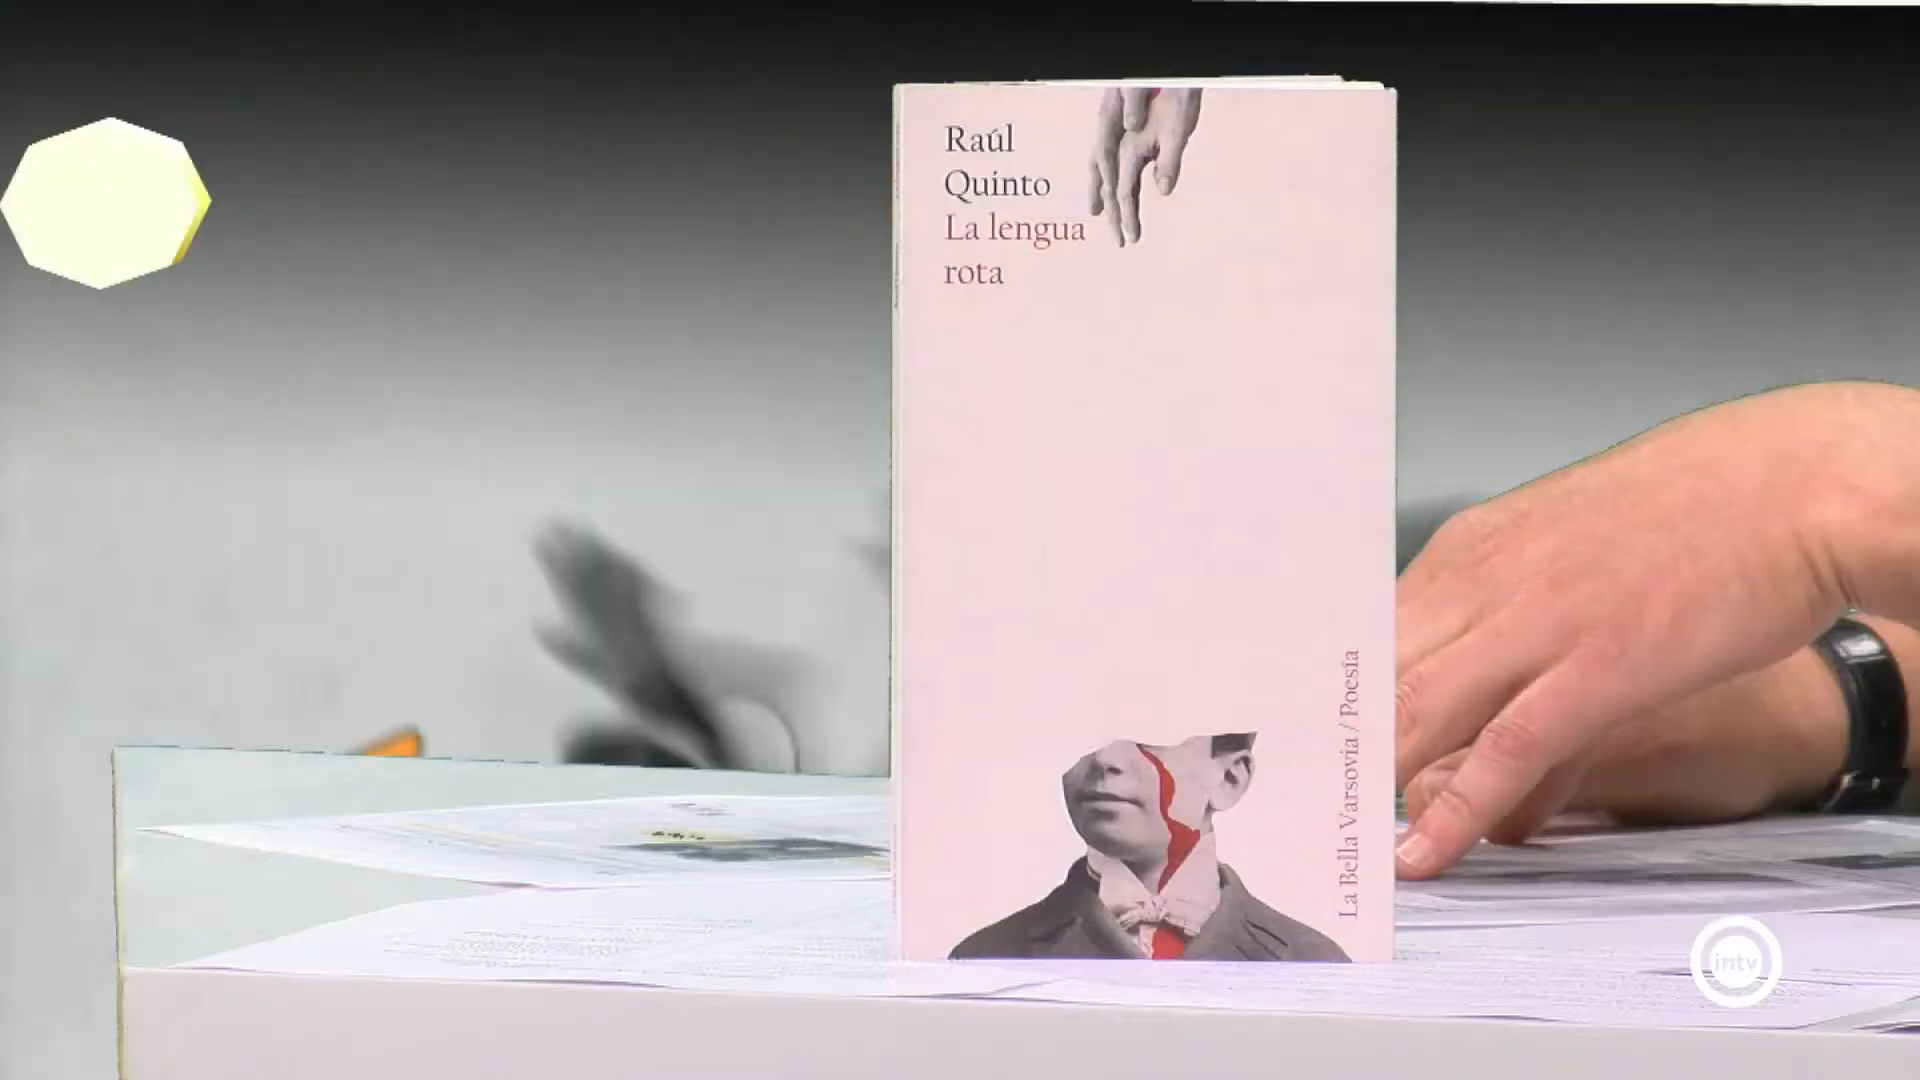 Raúl
Quinto
La lengua
rota
La Bella Varsovia / Poesía
intv